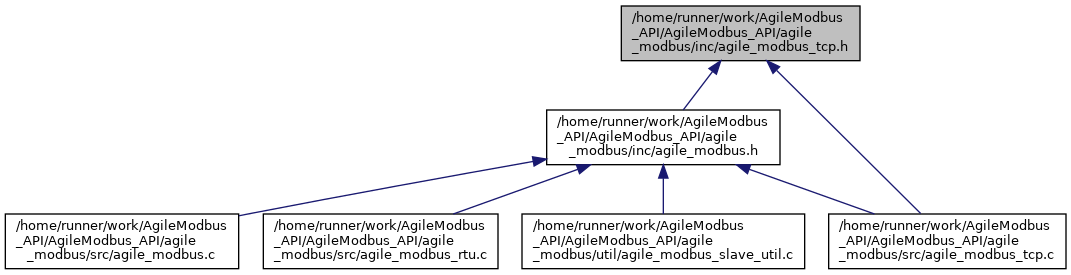 /home/runner/work/AgileModbus
_API/AgileModbus_API/agile
_modbus/inc/agile_modbus_tcp.h
/home/runner/work/AgileModbus
_API/AgileModbus_API/agile
_modbus/inc/agile_modbus.h
/home/runner/work/AgileModbus
_API/AgileModbus_API/agile
_modbus/src/agile_modbus.c
/home/runner/work/AgileModbus
_API/AgileModbus_API/agile
_modbus/src/agile_modbus_rtu.c
/home/runner/work/AgileModbus
_API/AgileModbus_API/agile
_modbus/util/agile_modbus_slave_util.c
/home/runner/work/AgileModbus
_API/AgileModbus_API/agile
_modbus/src/agile_modbus_tcp.c